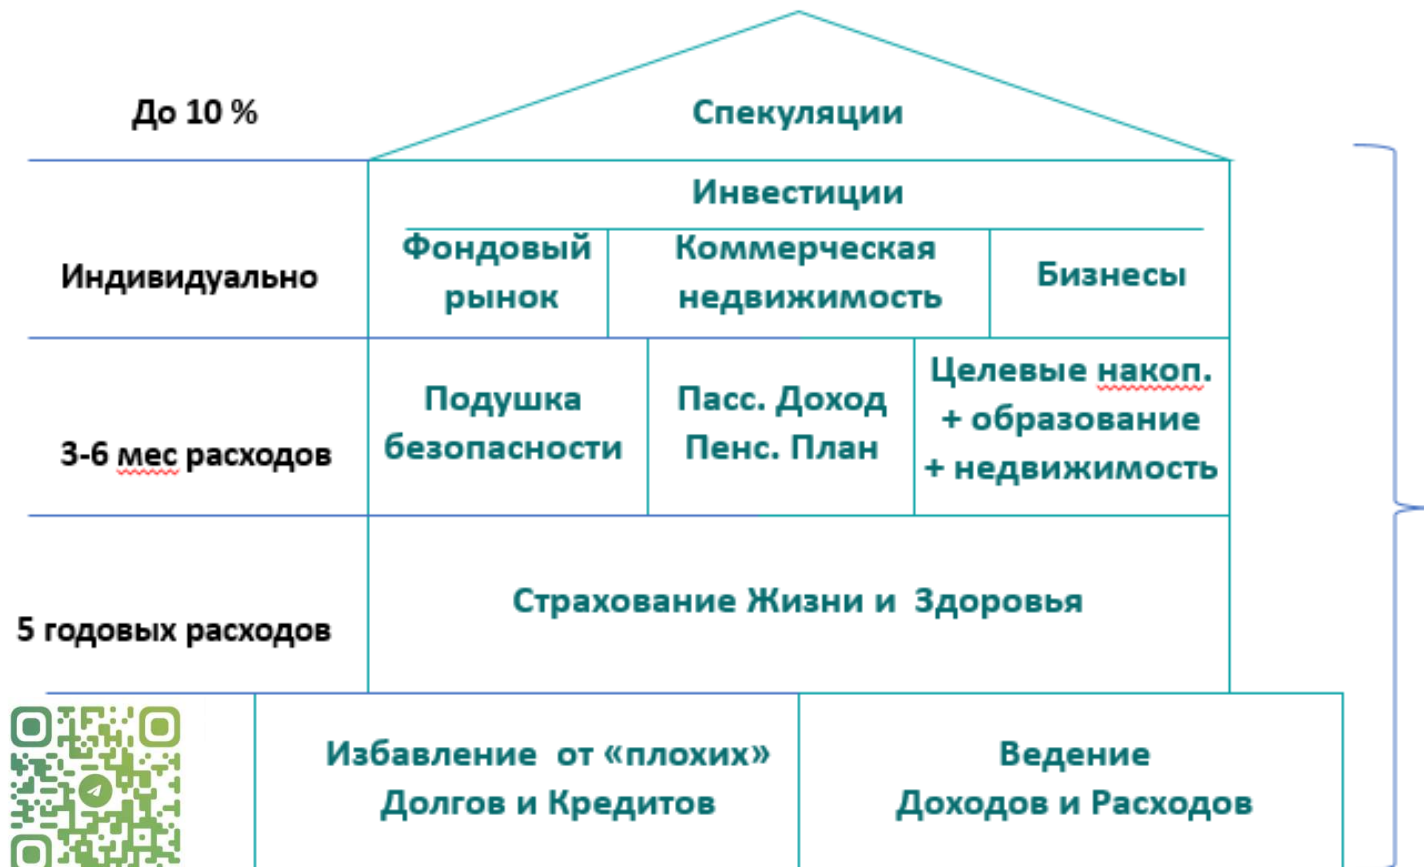 До 10 %
Спекуляции
Инвестиции
Индивидуально
Фондовый
рынок
Коммерческая
недвижимость
Бизнесы
3-6 мес расходов
Подушка
безопасности
Пасс. Доход
Пенс. План
Целевые накоп.
+ образование
+ недвижимость
5 годовых расходов
Страхование Жизни и Здоровья
Избавление от «плохих»
Долгов и Кредитов
Ведение
Доходов и Расходов